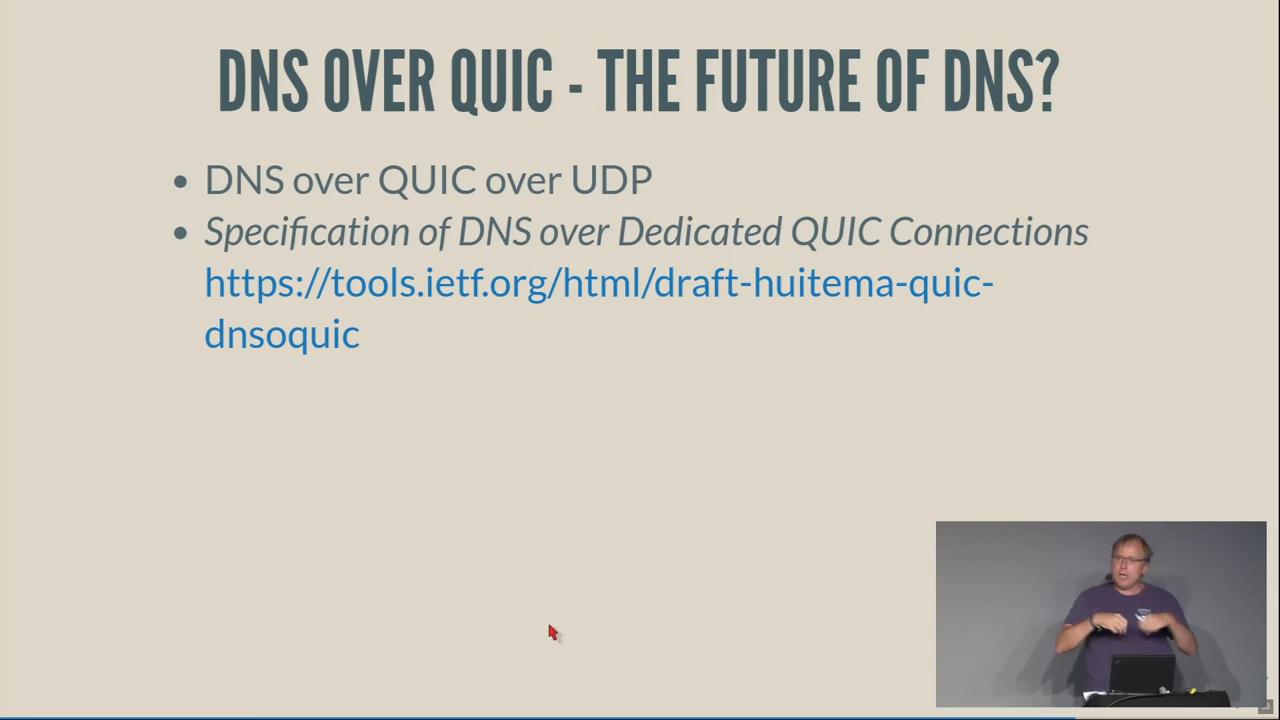 DNS OVER QUIC - THE FUTURE OF DNS?
• DNS over QUIC over UDP
• Specification of DNS over Dedicated QUIC Connections
https://tools.ietf.org/html/draft-huitema-quic-
dnsoquic